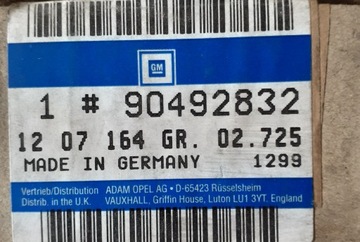 GM
1 # 90492832
12 07 164 GR. 02.725
MADE IN GERMANY 1299
Vertrieb/Distribution ADAM OPEL AG • D-65423 Rüsselsheim
Distrib. in the U.K. VAUXHALL, Griffin House, Luton LU1 3YT. England